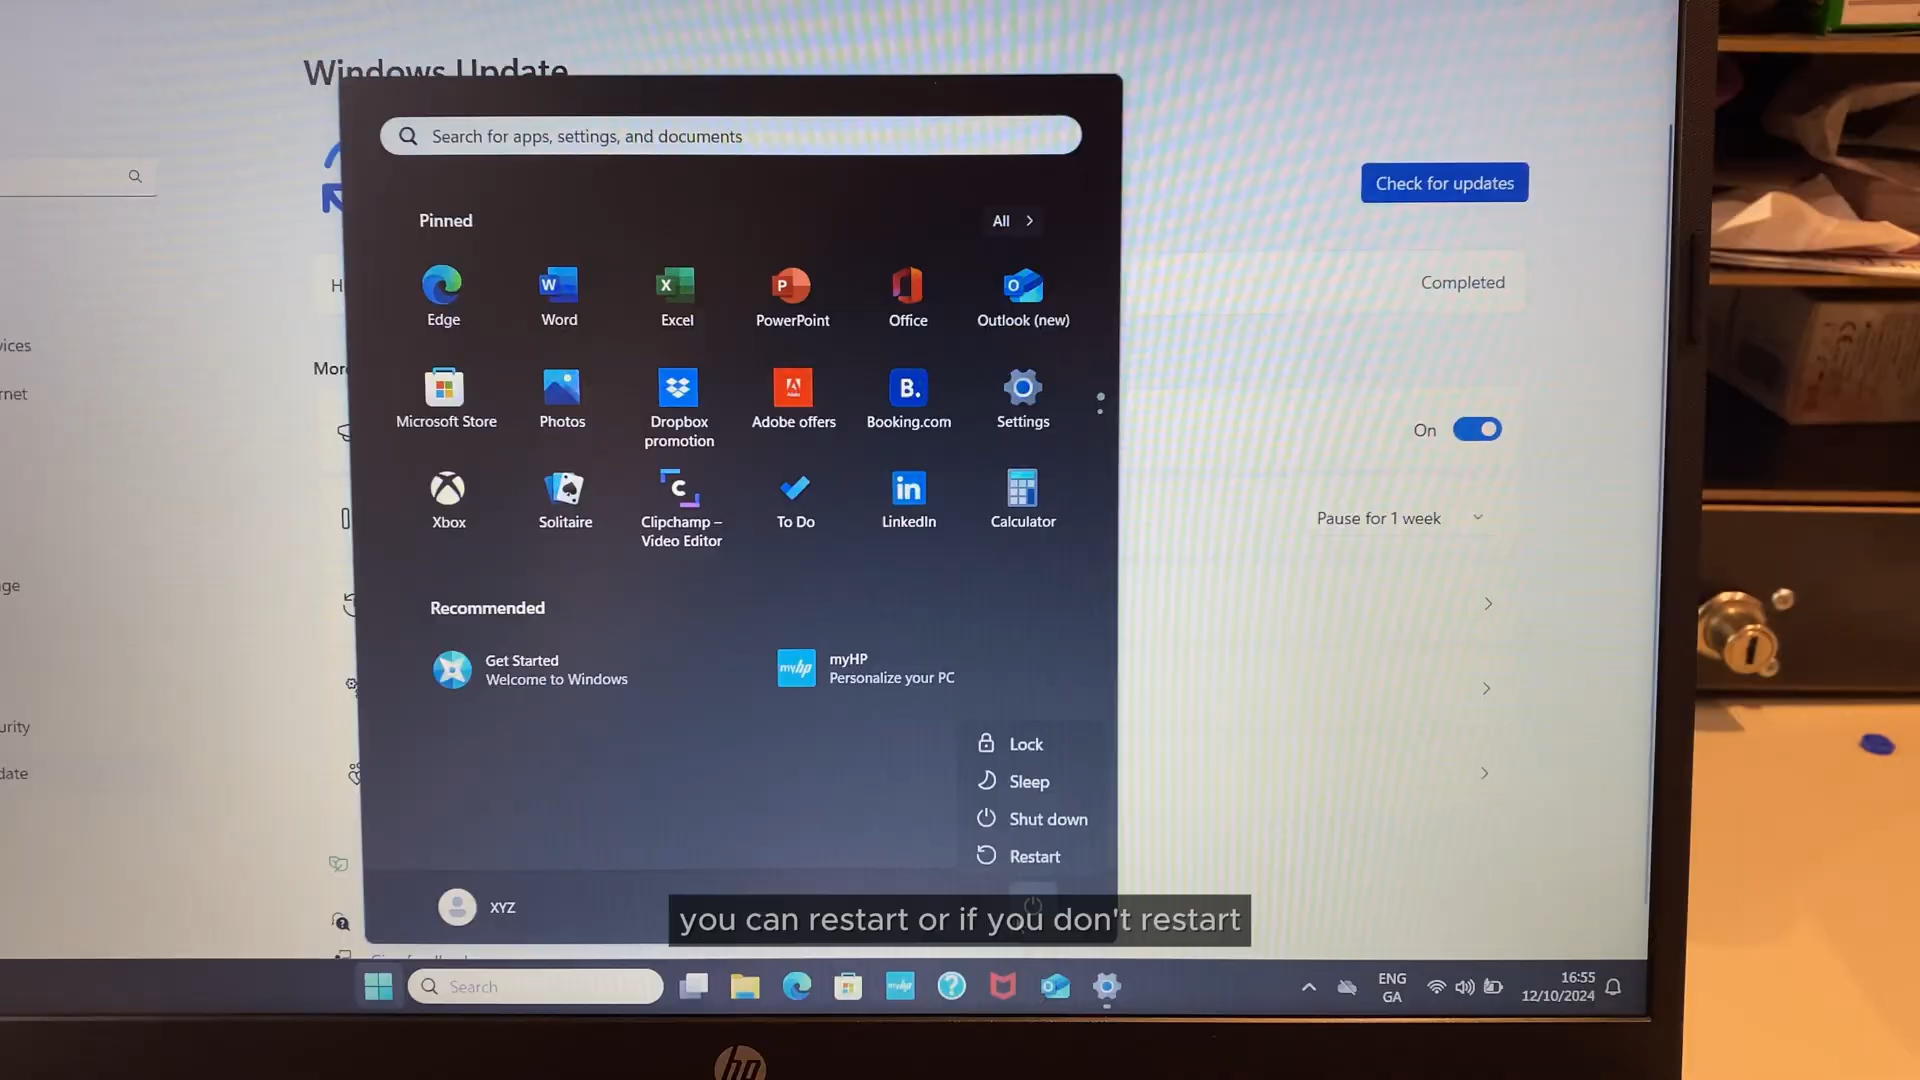 Windows Update
Search for apps, settings, and documents
Check for updates
Pinned
All
Completed
Edge
Word
Excel
PowerPoint
Office
Outlook (new)
Microsoft Store
Photos
Dropbox promotion
Adobe offers
Booking.com
Settings
On
Xbox
Solitaire
Clipchamp –
Video Editor
To Do
LinkedIn
Calculator
Pause for 1 week
Recommended
Get Started
Welcome to Windows
myHP
Personalize your PC
Lock
Sleep
Shut down
Restart
XYZ
you can restart or if you don't restart
Search
ENG
GA
16:55
12/10/2024
hp